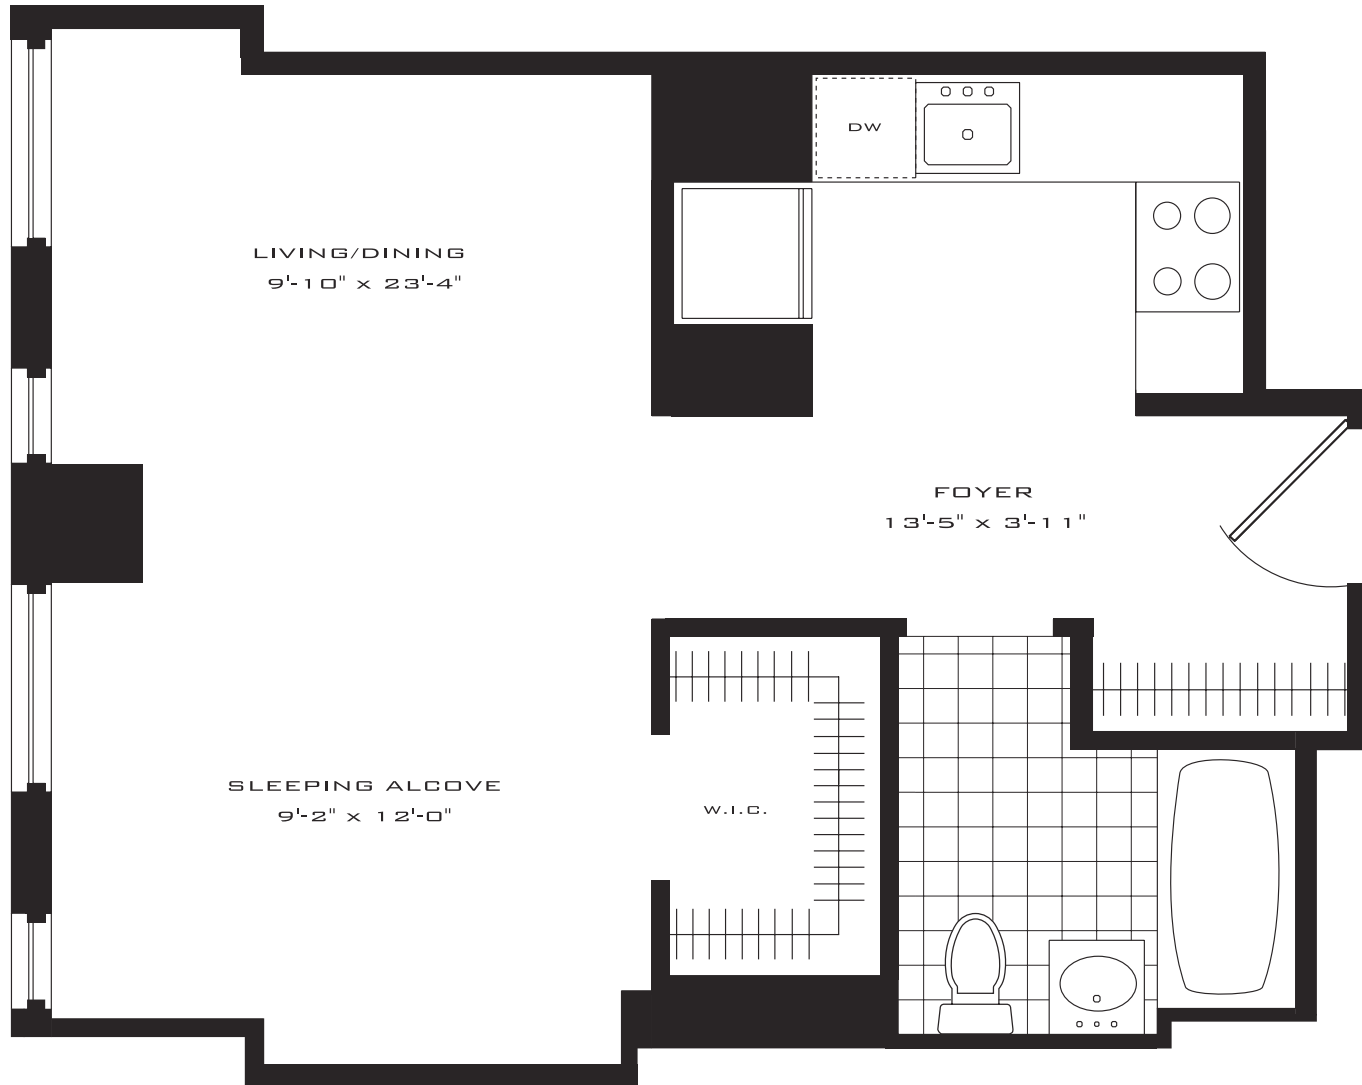 DW
LIVING/DINING
9'-10" x 23'-4"
FOYER
13'-5" x 3'-11"
SLEEPING ALCOVE
9'-2" x 12'-0"
W.I.C.